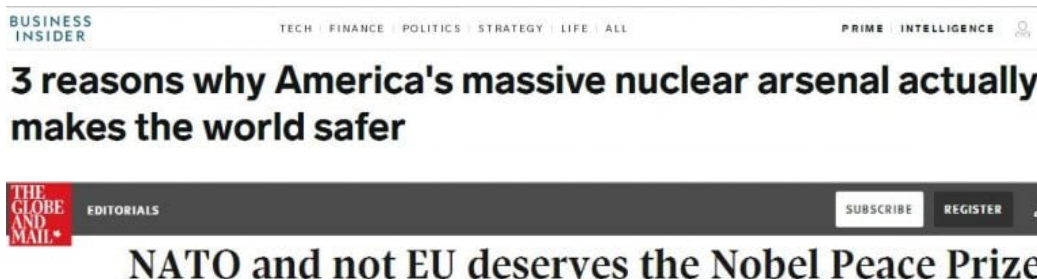 BUSINESS
INSIDER
TECH FINANCE POLITICS STRATEGY LIFE ALL
PRIME INTELLIGENCE
3 reasons why America's massive nuclear arsenal actually
makes the world safer
THE
GLOBE
AND
MAIL
EDITORIALS
SUBSCRIBE
REGISTER
NATO and not EU deserves the Nobel Peace Prize